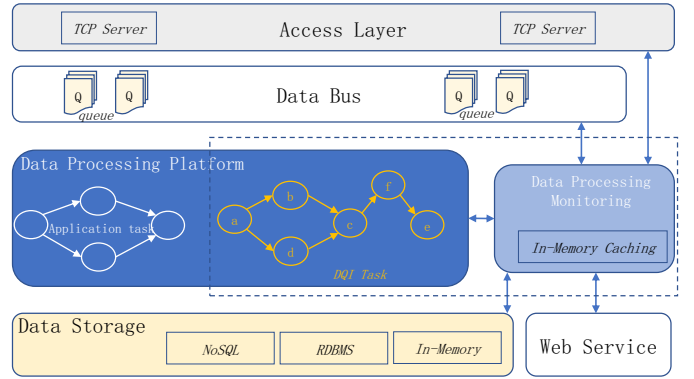 TCP Server
Access Layer
TCP Server
Q
Q
queue
Data Bus
Q
Q
queue
Data Processing Platform
Application task
a
b
d
c
f
e
DQI Task
Data Processing
Monitoring
In-Memory Caching
Data Storage
NoSQL
RDBMS
In-Memory
Web Service